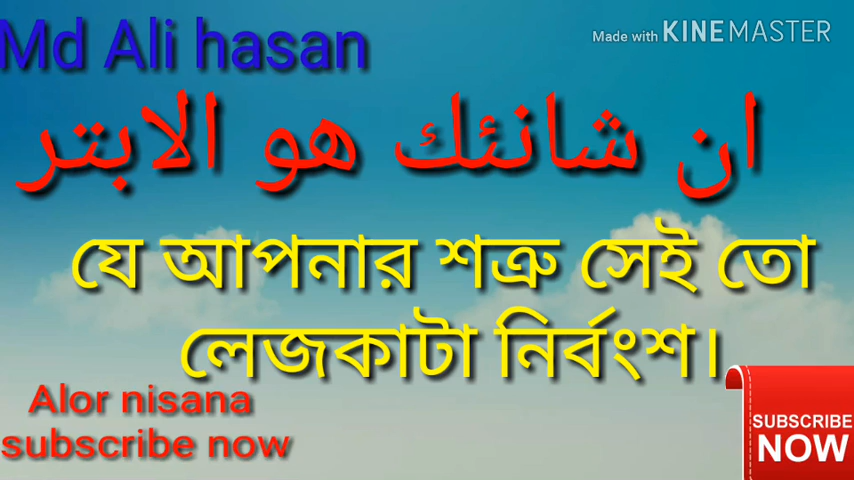 Md Ali hasan
Made with KINEMASTER
ان شانئك هو الابتر
যে আপনার শত্রু সেই তো
লেজকাটা নির্বংশ।
Alor nisana
subscribe now
SUBSCRIBE
NOW